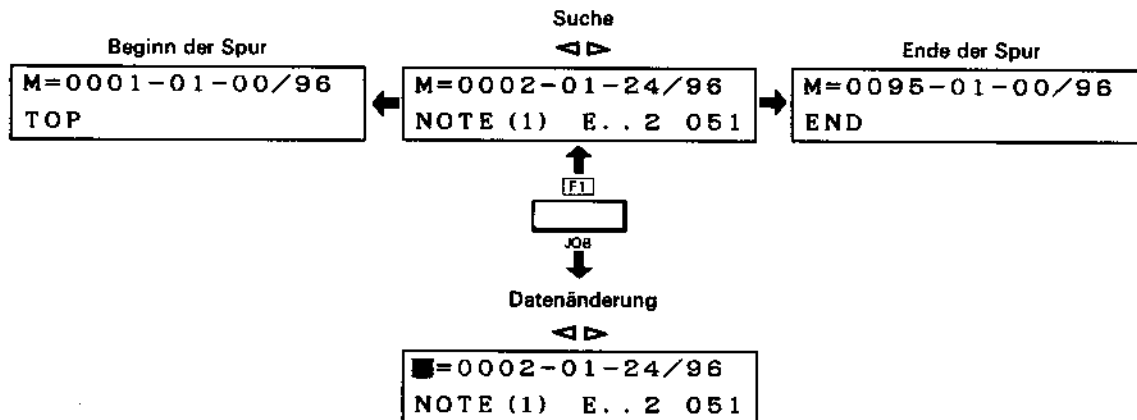 Suche
Beginn der Spur
Ende der Spur
M=0001-01-00/96
TOP
M=0002-01-24/96
NOTE (1) E..2 051
M=0095-01-00/96
END
F1
JOB
Datenänderung
=0002-01-24/96
NOTE (1) E..2 051